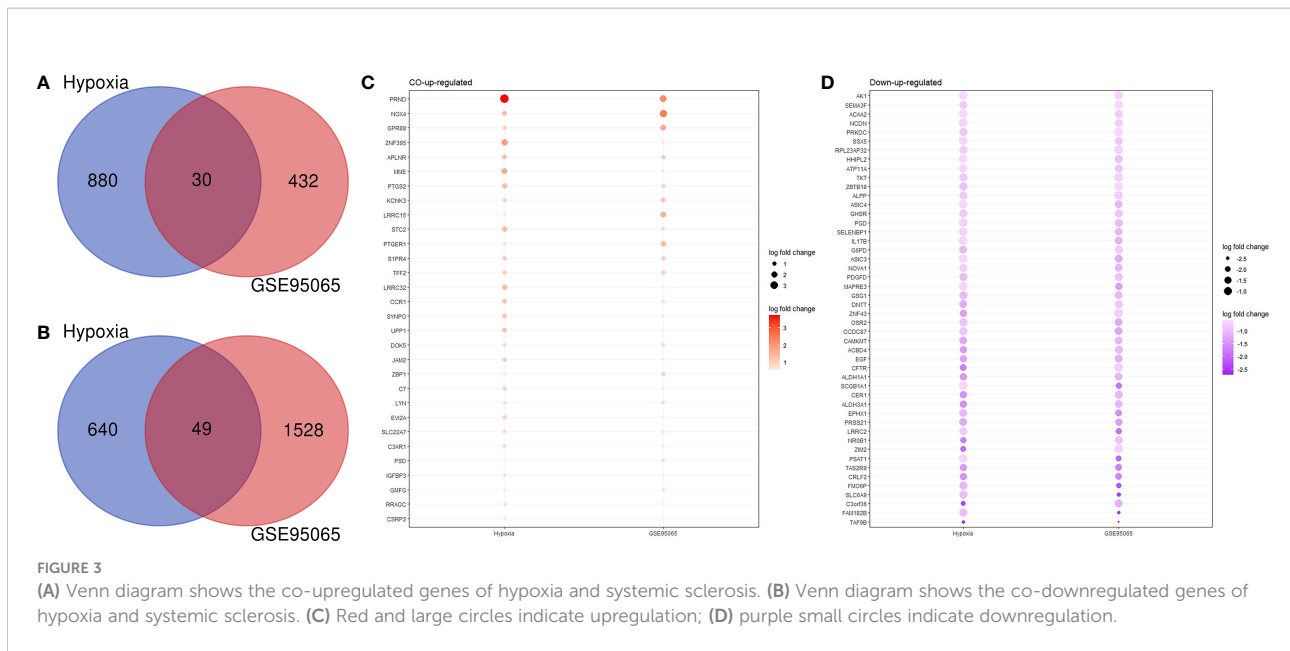 A
Hypoxia
880
30
432
GSE95065
B
Hypoxia
640
49
1528
GSE95065
C
CO-up-regulated
PRND
NOX4
GPR88
ZNF395
APLNR
MME
PTGS2
KCNK3
LRRC15
STC2
PTGER1
S1PR4
TFF2
LRRC32
CCR1
SYNPO
UPP1
DOK5
JAM2
ZBP1
C7
LYN
EVI2A
SLC22A7
C3AR1
PSD
IGFBP3
GMFG
RRAGC
CSRP2
Hypoxia
GSE95065
log fold change
1
2
3
log fold change
3
2
1
D
Down-up-regulated
AK1
SEMA3F
ACAA2
NCDN
PRKDC
SSX5
RPL23AP32
HHIPL2
ATP11A
TKT
ZBTB18
ALPP
ASIC4
GHSR
PGD
SELENBP1
IL17B
G6PD
ASIC3
NOVA1
PDGFD
MAPRE3
GSG1
DNTT
ZNF43
OSR2
CCDC87
CAMKMT
ACBD4
EGF
CFTR
ALDH1A1
SCGB1A1
CER1
ALDH3A1
EPHX1
PRSS21
LRRC2
NR0B1
ZIM2
PSAT1
TAS2R9
CRLF2
FMO6P
SLC6A9
C3orf36
FAM182B
TAF9B
Hypoxia
GSE95065
log fold change
-2.5
-2.0
-1.5
-1.0
log fold change
-1.0
-1.5
-2.0
-2.5
FIGURE 3
(A) Venn diagram shows the co-upregulated genes of hypoxia and systemic sclerosis. (B) Venn diagram shows the co-downregulated genes of
hypoxia and systemic sclerosis. (C) Red and large circles indicate upregulation; (D) purple small circles indicate downregulation.